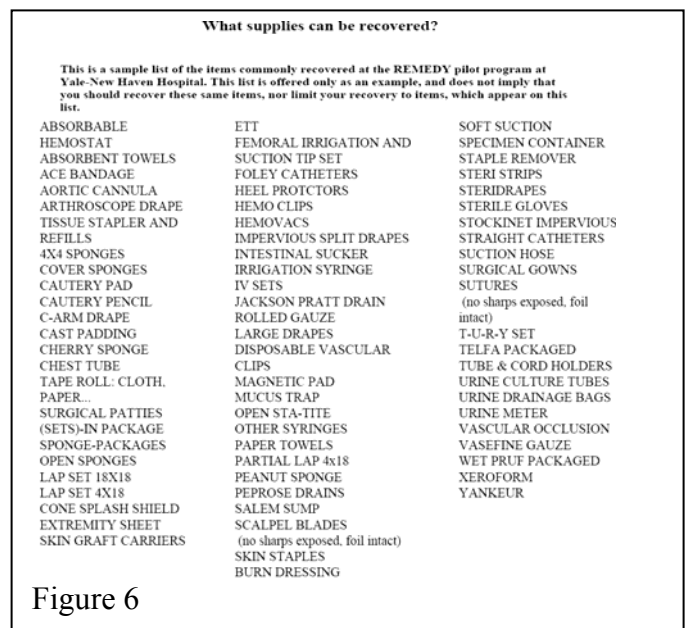 What supplies can be recovered?
This is a sample list of the items commonly recovered at the REMEDY pilot program at
Yale-New Haven Hospital. This list is offered only as an example, and does not imply that
you should recover these same items, nor limit your recovery to items, which appear on this
list.
ABSORBABLE
HEMOSTAT
ABSORBENT TOWELS
ACE BANDAGE
AORTIC CANNULA
ARTHROSCOPE DRAPE
TISSUE STAPLER AND
REFILLS
4X4 SPONGES
COVER SPONGES
CAUTERY PAD
CAUTERY PENCIL
C-ARM DRAPE
CAST PADDING
CHERRY SPONGE
CHEST TUBE
TAPE ROLL: CLOTH,
PAPER...
SURGICAL PATTIES
(SETS)-IN PACKAGE
SPONGE-PACKAGES
OPEN SPONGES
LAP SET 18X18
LAP SET 4X18
CONE SPLASH SHIELD
EXTREMITY SHEET
SKIN GRAFT CARRIERS
ETT
FEMORAL IRRIGATION AND
SUCTION TIP SET
FOLEY CATHETERS
HEEL PROTCTORS
HEMO CLIPS
HEMOVACS
IMPERVIOUS SPLIT DRAPES
INTESTINAL SUCKER
IRRIGATION SYRINGE
IV SETS
JACKSON PRATT DRAIN
ROLLED GAUZE
LARGE DRAPES
DISPOSABLE VASCULAR
CLIPS
MAGNETIC PAD
MUCUS TRAP
OPEN STA-TITE
OTHER SYRINGES
PAPER TOWELS
PARTIAL LAP 4x18
PEANUT SPONGE
PEPROSE DRAINS
SALEM SUMP
SCALPEL BLADES
(no sharps exposed, foil intact)
SKIN STAPLES
BURN DRESSING
SOFT SUCTION
SPECIMEN CONTAINER
STAPLE REMOVER
STERI STRIPS
STERIDRAPES
STERILE GLOVES
STOCKINET IMPERVIOUS
STRAIGHT CATHETERS
SUCTION HOSE
SURGICAL GOWNS
SUTURES
(no sharps exposed, foil
intact)
T-U-R-Y SET
TELFA PACKAGED
TUBE & CORD HOLDERS
URINE CULTURE TUBES
URINE DRAINAGE BAGS
URINE METER
VASCULAR OCCLUSION
VASEFINE GAUZE
WET PRUF PACKAGED
XEROFORM
YANKEUR
Figure 6